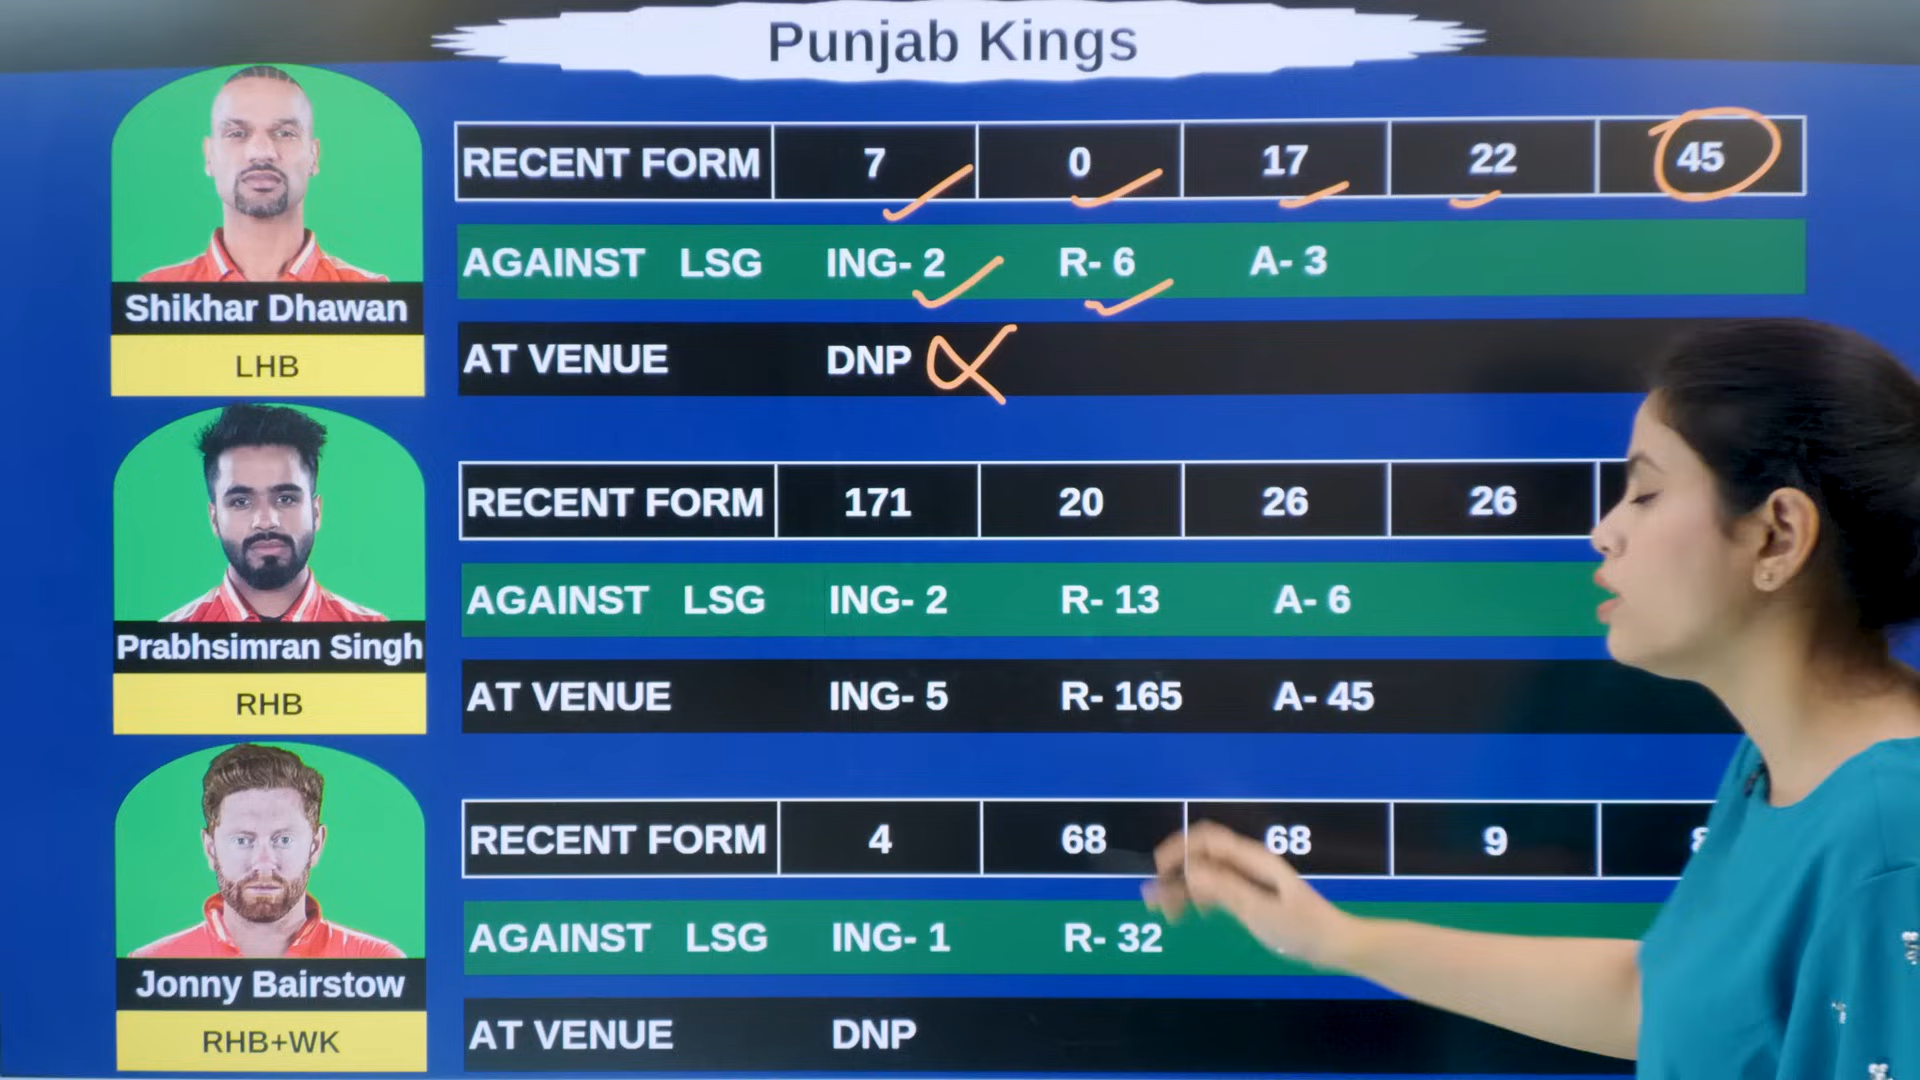 Punjab Kings
RECENT FORM 7 0 17 22 45
AGAINST LSG ING- 2 R- 6 A- 3
Shikhar Dhawan
LHB
AT VENUE DNP
RECENT FORM 171 20 26 26
AGAINST LSG ING- 2 R- 13 A- 6
Prabhsimran Singh
RHB
AT VENUE ING- 5 R- 165 A- 45
RECENT FORM 4 68 68 9
AGAINST LSG ING- 1 R- 32
Jonny Bairstow
RHB+WK
AT VENUE DNP